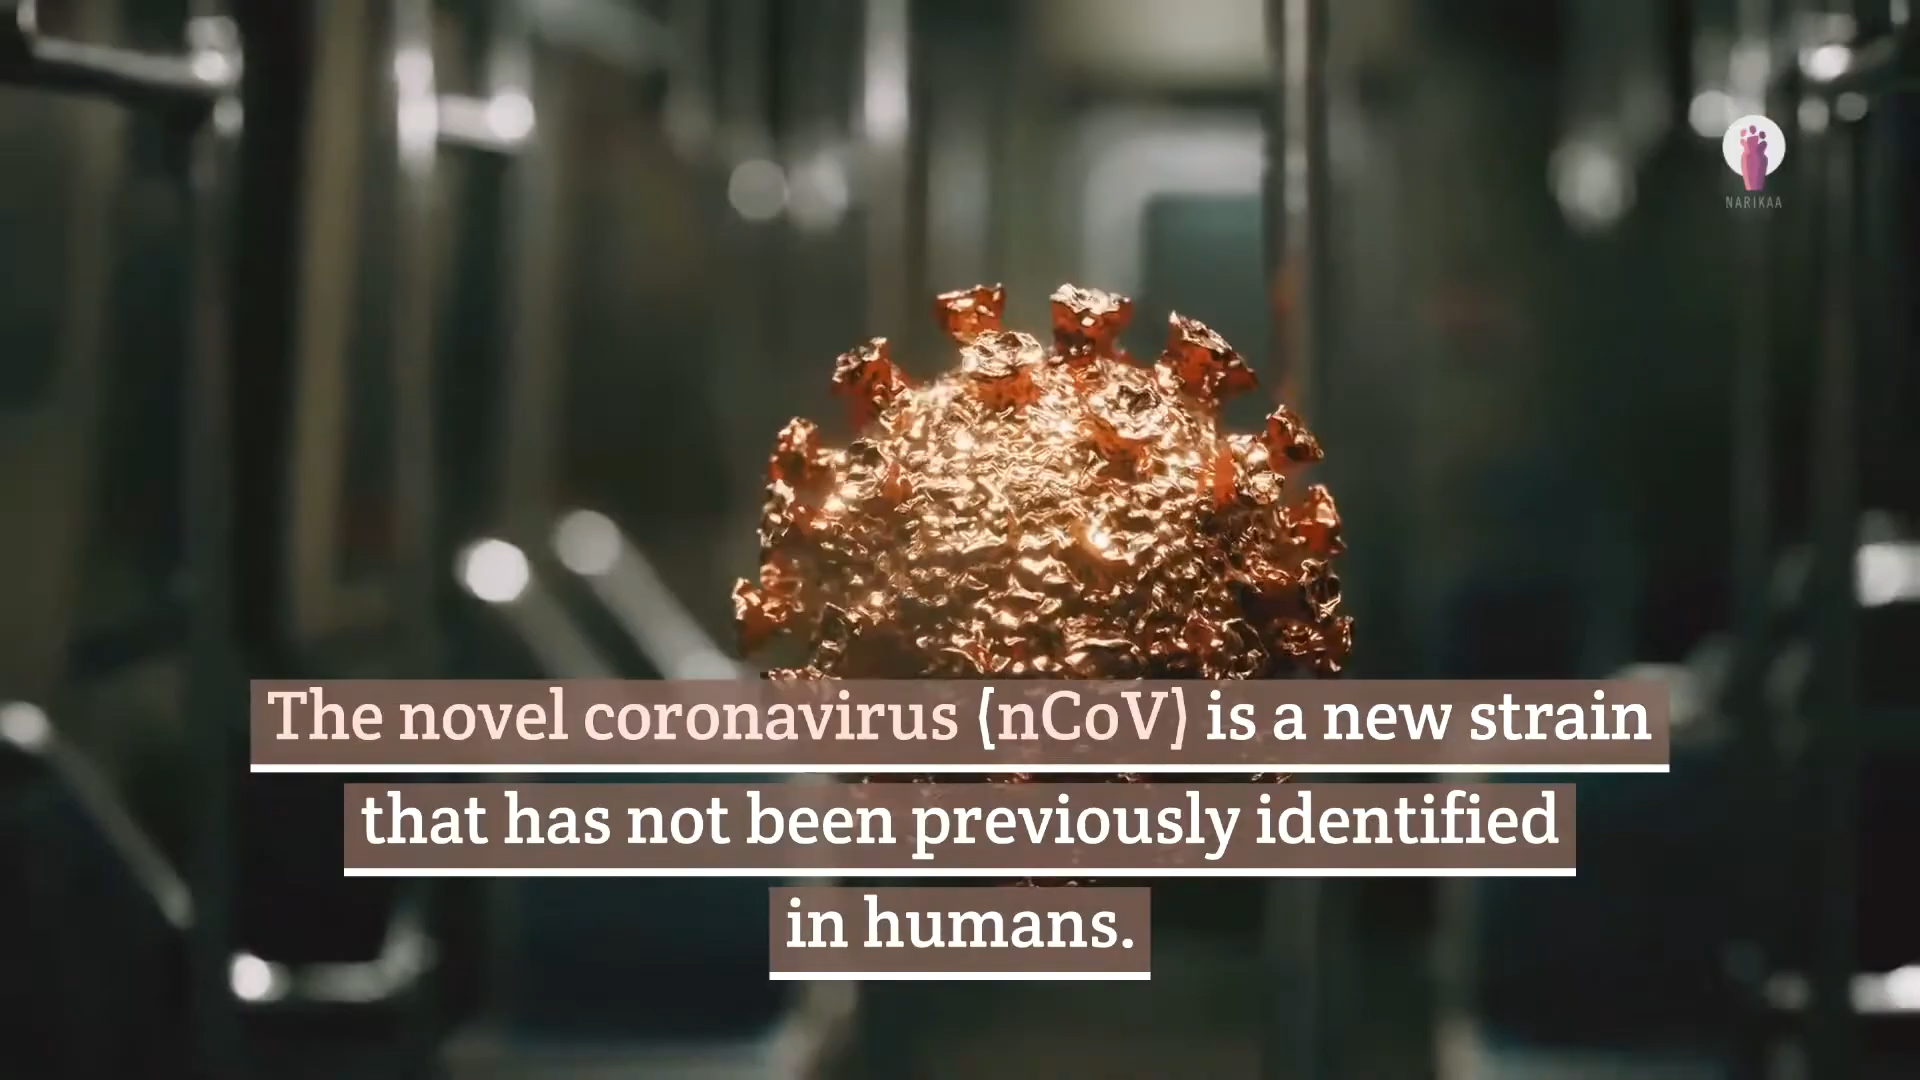 NARIKAA
The novel coronavirus (nCoV) is a new strain
that has not been previously identified
in humans.